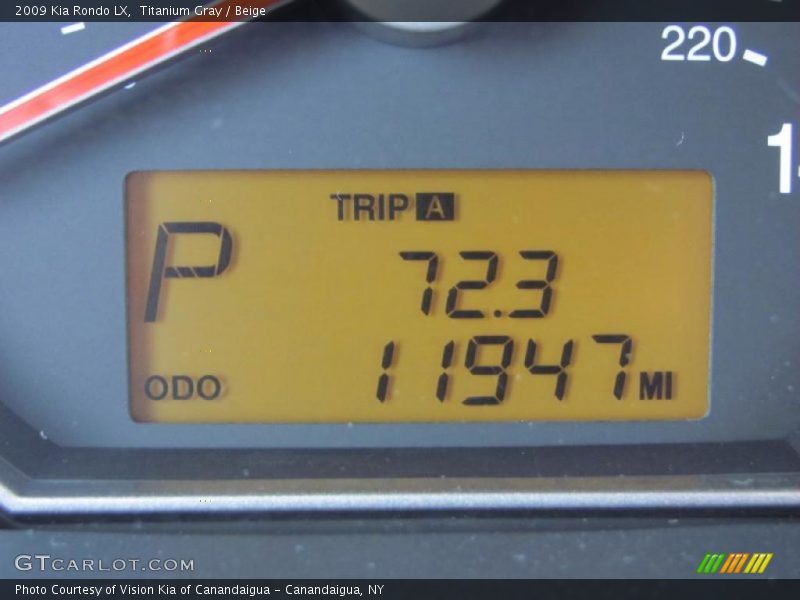 2009 Kia Rondo LX, Titanium Gray / Beige
220
TRIP A
P
72.3
ODO 11947 MI
GTCARLOT.COM
Photo Courtesy of Vision Kia of Canandaigua - Canandaigua, NY